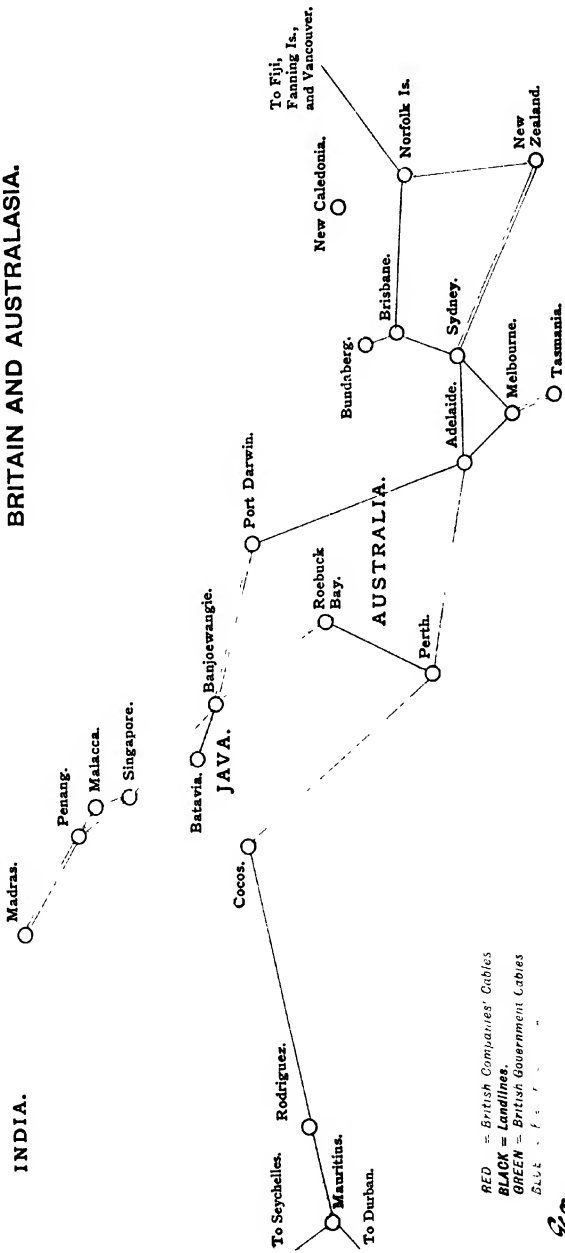 BRITAIN AND AUSTRALASIA.
INDIA.
Madras.
Penang.
Malacca.
Singapore.
Batavia.
JAVA.
Banjoewangie.
Port Darwin.
Cocos.
Rodriguez.
To Seychelles.
Mauritius.
To Durban.
Roebuck
Bay.
AUSTRALIA.
Perth.
Adelaide.
Melbourne.
Tasmania.
Sydney.
Brisbane.
Bundaberg.
New Caledonia.
Norfolk Is.
New
Zealand.
To Fiji,
Fanning Is.,
and Vancouver.
RED = British Companies' Cables
BLACK = Landlines.
GREEN = British Government Cables